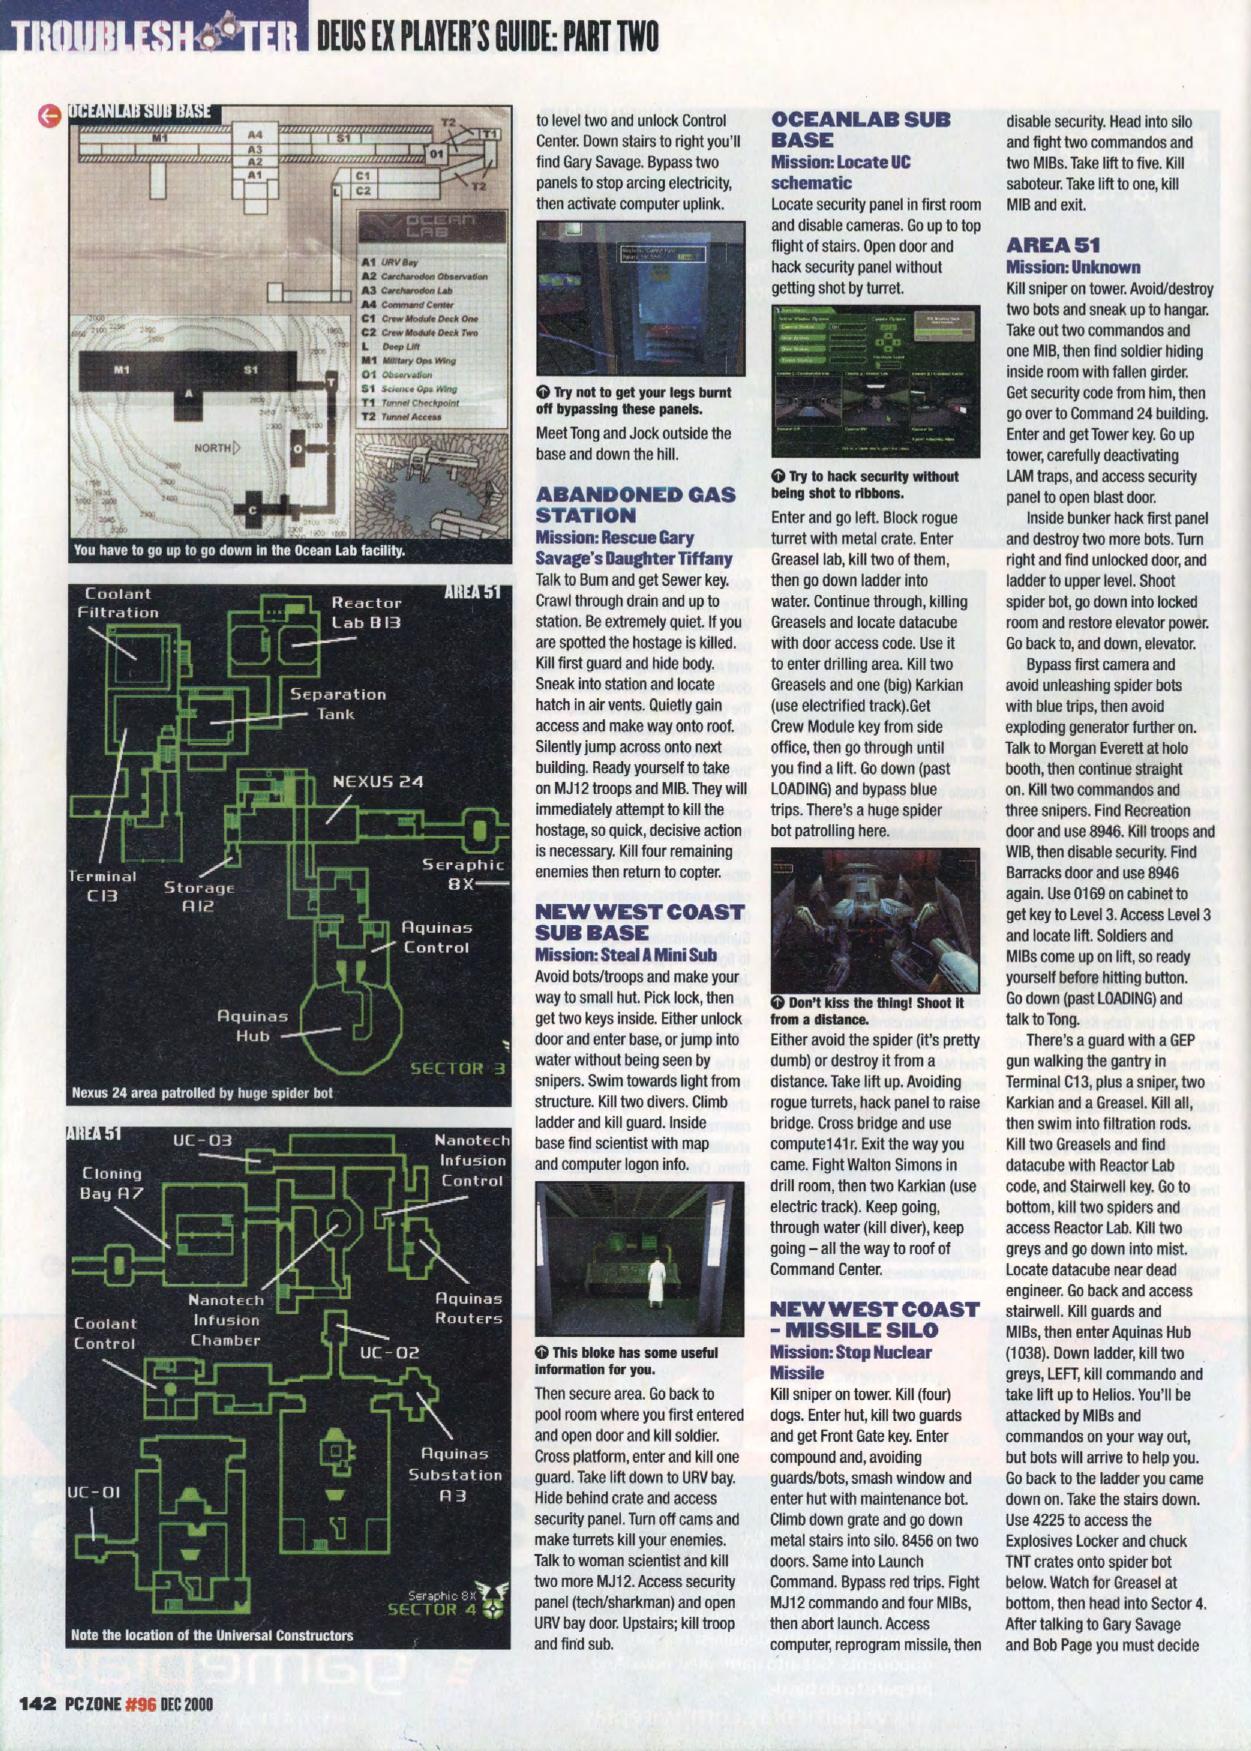 TROUBLESHOOTER
DEUS EX PLAYER'S GUIDE: PART TWO
OCEANLAB SUB BASE
M1
A4
A3
A2
A1
S1
T2
T1
O1
T2
C1
C2
L
OCEAN
LAB
A1 URV Bay
A2 Carcharodon Observation
A3 Carcharodon Lab
A4 Command Center
C1 Crew Module Deck One
C2 Crew Module Deck Two
L Deep Lift
M1 Military Ops Wing
O1 Observation
S1 Science Ops Wing
T1 Tunnel Checkpoint
T2 Tunnel Access
M1
S1
A
T
O
C
NORTH
You have to go up to go down in the Ocean Lab facility.
AREA 51
Coolant
Filtration
Reactor
Lab B13
Separation
Tank
NEXUS 24
Terminal
C13
Storage
A12
Seraphic
8X
Aquinas
Control
Aquinas
Hub
SECTOR 3
Nexus 24 area patrolled by huge spider bot
AREA 51
UC-03
Nanotech
Infusion
Control
Cloning
Bay A7
Nanotech
Infusion
Chamber
Aquinas
Routers
Coolant
Control
UC-02
Aquinas
Substation
A3
UC-01
Seraphic 8X
SECTOR 4
Note the location of the Universal Constructors
to level two and unlock Control
Center. Down stairs to right you'll
find Gary Savage. Bypass two
panels to stop arcing electricity,
then activate computer uplink.
Try not to get your legs burnt
off bypassing these panels.
Meet Tong and Jock outside the
base and down the hill.
ABANDONED GAS
STATION
Mission: Rescue Gary
Savage's Daughter Tiffany
Talk to Bum and get Sewer key.
Crawl through drain and up to
station. Be extremely quiet. If you
are spotted the hostage is killed.
Kill first guard and hide body.
Sneak into station and locate
hatch in air vents. Quietly gain
access and make way onto roof.
Silently jump across onto next
building. Ready yourself to take
on MJ12 troops and MIB. They will
immediately attempt to kill the
hostage, so quick, decisive action
is necessary. Kill four remaining
enemies then return to copter.
NEW WEST COAST
SUB BASE
Mission: Steal A Mini Sub
Avoid bots/troops and make your
way to small hut. Pick lock, then
get two keys inside. Either unlock
door and enter base, or jump into
water without being seen by
snipers. Swim towards light from
structure. Kill two divers. Climb
ladder and kill guard. Inside
base find scientist with map
and computer logon info.
This bloke has some useful
information for you.
Then secure area. Go back to
pool room where you first entered
and open door and kill soldier.
Cross platform, enter and kill one
guard. Take lift down to URV bay.
Hide behind crate and access
security panel. Turn off cams and
make turrets kill your enemies.
Talk to woman scientist and kill
two more MJ12. Access security
panel (tech/sharkman) and open
URV bay door. Upstairs; kill troop
and find sub.
OCEANLAB SUB
BASE
Mission: Locate UC
schematic
Locate security panel in first room
and disable cameras. Go up to top
flight of stairs. Open door and
hack security panel without
getting shot by turret.
Try to hack security without
being shot to ribbons.
Enter and go left. Block rogue
turret with metal crate. Enter
Greasel lab, kill two of them,
then go down ladder into
water. Continue through, killing
Greasels and locate datacube
with door access code. Use it
to enter drilling area. Kill two
Greasels and one (big) Karkian
(use electrified track).Get
Crew Module key from side
office, then go through until
you find a lift. Go down (past
LOADING) and bypass blue
trips. There's a huge spider
bot patrolling here.
Don't kiss the thing! Shoot it
from a distance.
Either avoid the spider (it's pretty
dumb) or destroy it from a
distance. Take lift up. Avoiding
rogue turrets, hack panel to raise
bridge. Cross bridge and use
compute141r. Exit the way you
came. Fight Walton Simons in
drill room, then two Karkian (use
electric track). Keep going,
through water (kill diver), keep
going – all the way to roof of
Command Center.
NEW WEST COAST
- MISSILE SILO
Mission: Stop Nuclear
Missile
Kill sniper on tower. Kill (four)
dogs. Enter hut, kill two guards
and get Front Gate key. Enter
compound and, avoiding
guards/bots, smash window and
enter hut with maintenance bot.
Climb down grate and go down
metal stairs into silo. 8456 on two
doors. Same into Launch
Command. Bypass red trips. Fight
MJ12 commando and four MIBs,
then abort launch. Access
computer, reprogram missile, then
disable security. Head into silo
and fight two commandos and
two MIBs. Take lift to five. Kill
saboteur. Take lift to one, kill
MIB and exit.
AREA 51
Mission: Unknown
Kill sniper on tower. Avoid/destroy
two bots and sneak up to hangar.
Take out two commandos and
one MIB, then find soldier hiding
inside room with fallen girder.
Get security code from him, then
go over to Command 24 building.
Enter and get Tower key. Go up
tower, carefully deactivating
LAM traps, and access security
panel to open blast door.
Inside bunker hack first panel
and destroy two more bots. Turn
right and find unlocked door, and
ladder to upper level. Shoot
spider bot, go down into locked
room and restore elevator power.
Go back to, and down, elevator.
Bypass first camera and
avoid unleashing spider bots
with blue trips, then avoid
exploding generator further on.
Talk to Morgan Everett at holo
booth, then continue straight
on. Kill two commandos and
three snipers. Find Recreation
door and use 8946. Kill troops and
WIB, then disable security. Find
Barracks door and use 8946
again. Use 0169 on cabinet to
get key to Level 3. Access Level 3
and locate lift. Soldiers and
MIBs come up on lift, so ready
yourself before hitting button.
Go down (past LOADING) and
talk to Tong.
There's a guard with a GEP
gun walking the gantry in
Terminal C13, plus a sniper, two
Karkian and a Greasel. Kill all,
then swim into filtration rods.
Kill two Greasels and find
datacube with Reactor Lab
code, and Stairwell key. Go to
bottom, kill two spiders and
access Reactor Lab. Kill two
greys and go down into mist.
Locate datacube near dead
engineer. Go back and access
stairwell. Kill guards and
MIBs, then enter Aquinas Hub
(1038). Down ladder, kill two
greys, LEFT, kill commando and
take lift up to Helios. You'll be
attacked by MIBs and
commandos on your way out,
but bots will arrive to help you.
Go back to the ladder you came
down on. Take the stairs down.
Use 4225 to access the
Explosives Locker and chuck
TNT crates onto spider bot
below. Watch for Greasel at
bottom, then head into Sector 4.
After talking to Gary Savage
and Bob Page you must decide
142 PCZONE #96 DEC 2000